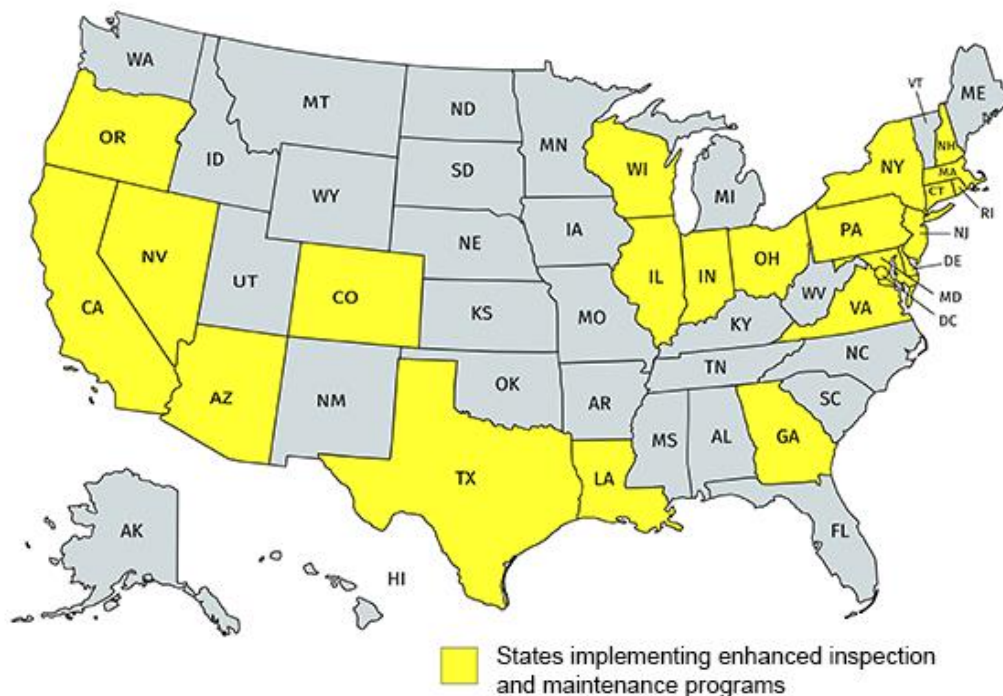 WA
MT
ND
MN
VT
ME
OR
ID
SD
WI
NY
NH
MA
CT
RI
WY
MI
IA
PA
NJ
NE
NV
OH
DE
UT
IL
IN
CA
CO
WV
MD
KS
MO
VA
DC
KY
NC
TN
OK
AZ
NM
AR
SC
MS
AL
GA
TX
LA
AK
FL
HI
States implementing enhanced inspection
and maintenance programs